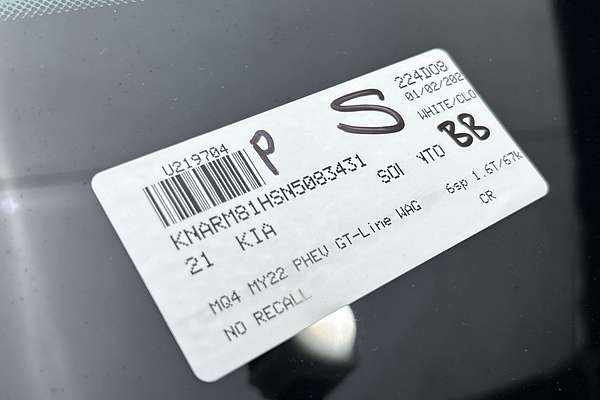 U219704
P S
224D08
01/02/202
WHITE/CLO
KNARM81HSN5083431
SOI YTD BB
21 KIA
6sp 1.6T/67K
MQ4 MY22 PHEV GT-Line WAG
CR
NO RECALL